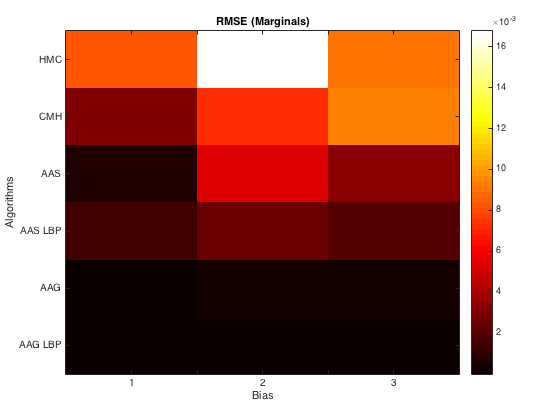 RMSE (Marginals)
×10⁻³
HMC
CMH
AAS
AAS LBP
AAG
AAG LBP
Algorithms
1 2 3
Bias
16
14
12
10
8
6
4
2